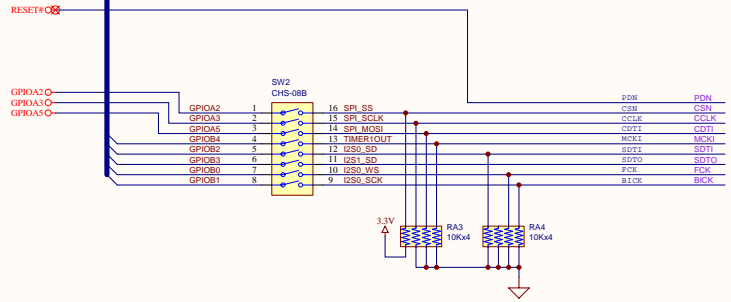 RESET#
SW2
CHS-08B
GPIOA2
GPIOA3
GPIOA5
GPIOA2 1 16 SPI_SS
GPIOA3 2 15 SPI_SCLK
GPIOA5 3 14 SPI_MOSI
GPIOB4 4 13 TIMER1OUT
GPIOB2 5 12 I2S0_SD
GPIOB3 6 11 I2S1_SD
GPIOB0 7 10 I2S0_WS
GPIOB1 8 9 I2S0_SCK
PDN PDN
CSN CSN
CCLK CCLK
CDTI CDTI
MCKI MCKI
SDTI SDTI
SDTO SDTO
FCK FCK
BICK BICK
3.3V
RA3
10Kx4
RA4
10Kx4